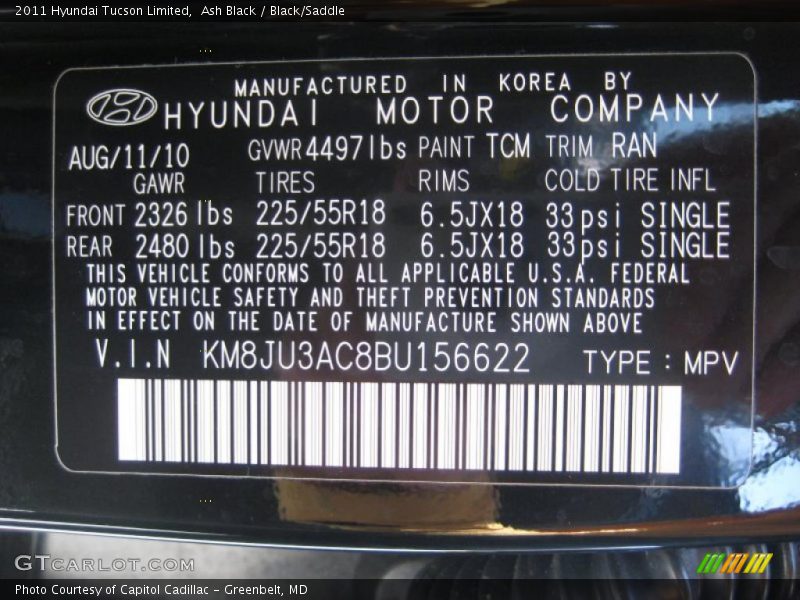 2011 Hyundai Tucson Limited,  Ash Black / Black/Saddle
MANUFACTURED IN KOREA BY
HYUNDAI MOTOR COMPANY
AUG/11/10 GVWR 4497lbs PAINT TCM TRIM RAN
GAWR TIRES RIMS COLD TIRE INFL
FRONT 2326 lbs 225/55R18 6.5JX18 33psi SINGLE
REAR 2480 lbs 225/55R18 6.5JX18 33psi SINGLE
THIS VEHICLE CONFORMS TO ALL APPLICABLE U.S.A. FEDERAL
MOTOR VEHICLE SAFETY AND THEFT PREVENTION STANDARDS
IN EFFECT ON THE DATE OF MANUFACTURE SHOWN ABOVE
V.I.N KM8JU3AC8BU156622 TYPE : MPV
GTCARLOT.COM
Photo Courtesy of Capitol Cadillac - Greenbelt, MD